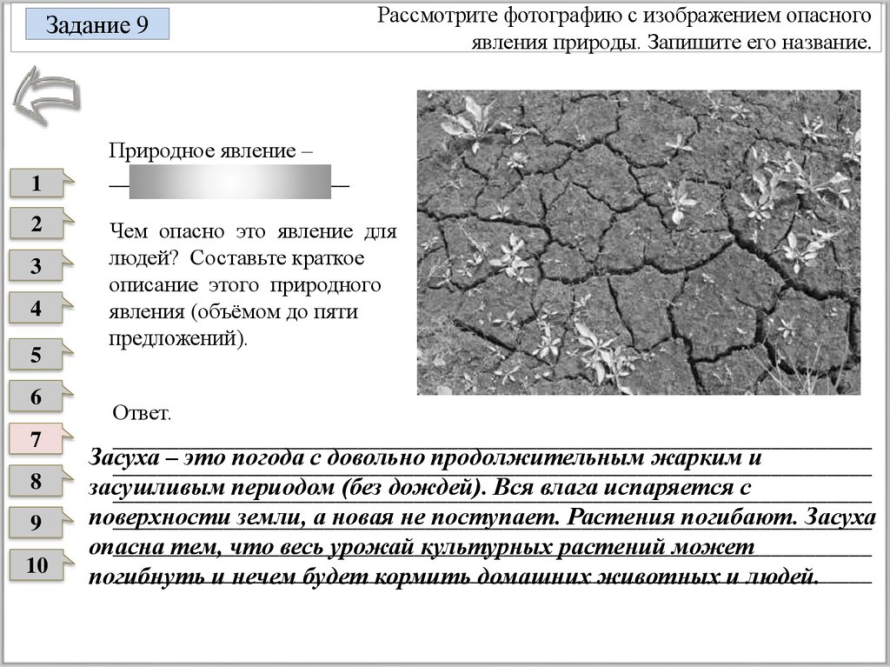 Задание 9
Рассмотрите фотографию с изображением опасного
явления природы. Запишите его название.
Природное явление –
1
2
3
4
5
6
7
8
9
10
Чем опасно это явление для
людей? Составьте краткое
описание этого природного
явления (объёмом до пяти
предложений).
Ответ.
Засуха – это погода с довольно продолжительным жарким и
засушливым периодом (без дождей). Вся влага испаряется с
поверхности земли, а новая не поступает. Растения погибают. Засуха
опасна тем, что весь урожай культурных растений может
погибнуть и нечем будет кормить домашних животных и людей.